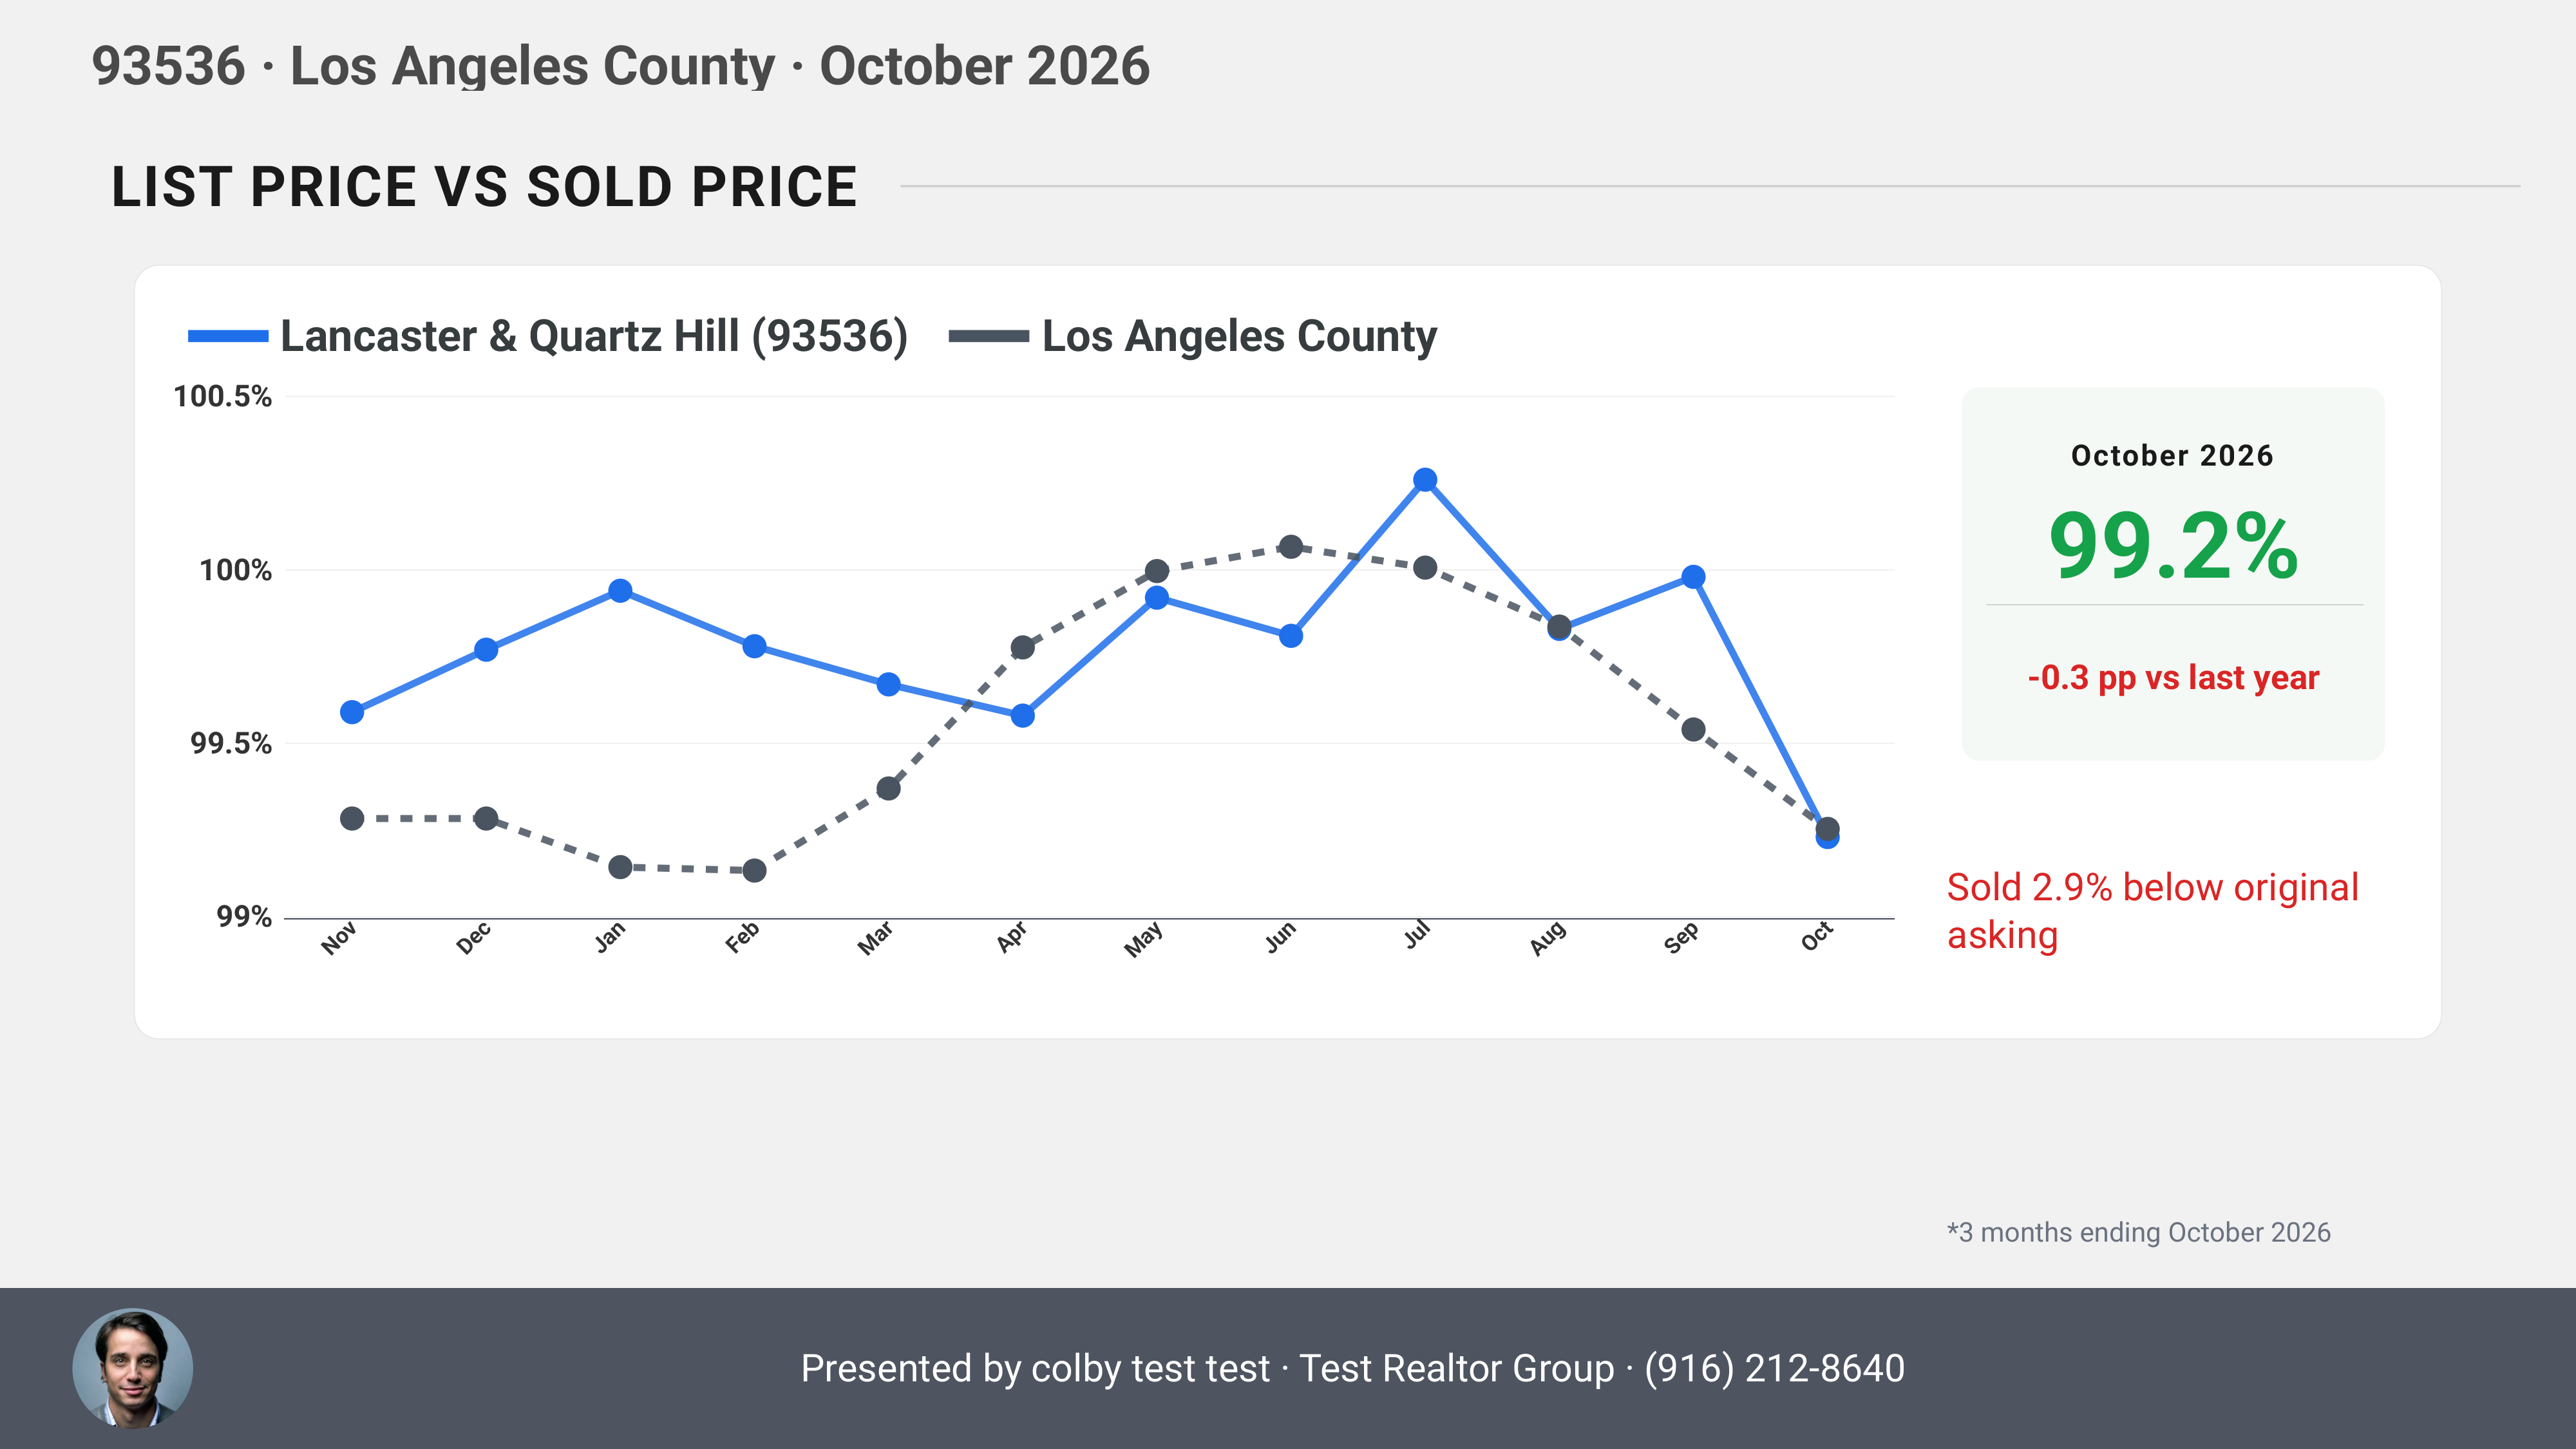 93536 · Los Angeles County · October 2026
LIST PRICE VS SOLD PRICE
Lancaster & Quartz Hill (93536)
Los Angeles County
100.5%
100%
99.5%
99%
Nov
Dec
Jan
Feb
Mar
Apr
May
Jun
Jul
Aug
Sep
Oct
October 2026
99.2%
-0.3 pp vs last year
Sold 2.9% below original
asking
*3 months ending October 2026
Presented by colby test test · Test Realtor Group · (916) 212-8640